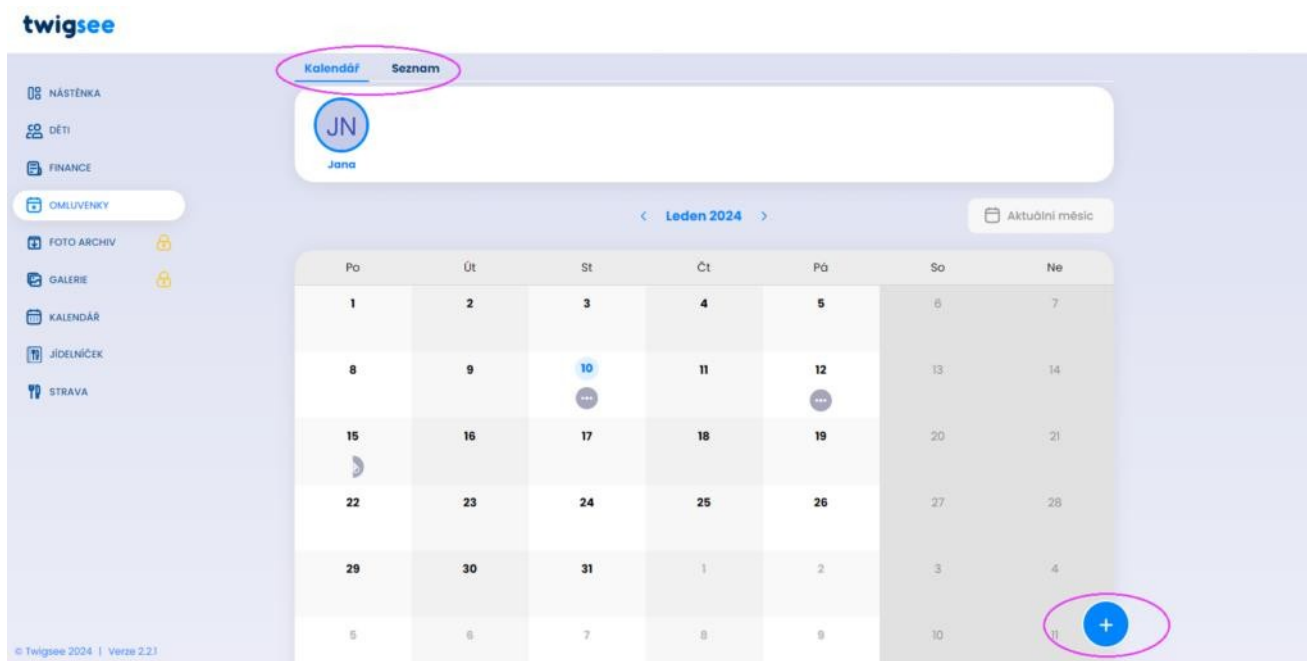 twigsee
Kalendář Seznam
NÁSTĚNKA
DĚTI
FINANCE
OMLUVENKY
FOTO ARCHIV
GALERIE
KALENDÁŘ
JÍDELNÍČEK
STRAVA
JN
Jana
< Leden 2024 >
Aktuální měsíc
Po Út St Čt Pá So Ne
1 2 3 4 5 6 7
8 9 10 11 12 13 14
15 16 17 18 19 20 21
22 23 24 25 26 27 28
29 30 31 1 2 3 4
5 6 7 8 9 10 11
+
© Twigsee 2024 | Verze 2.2.1